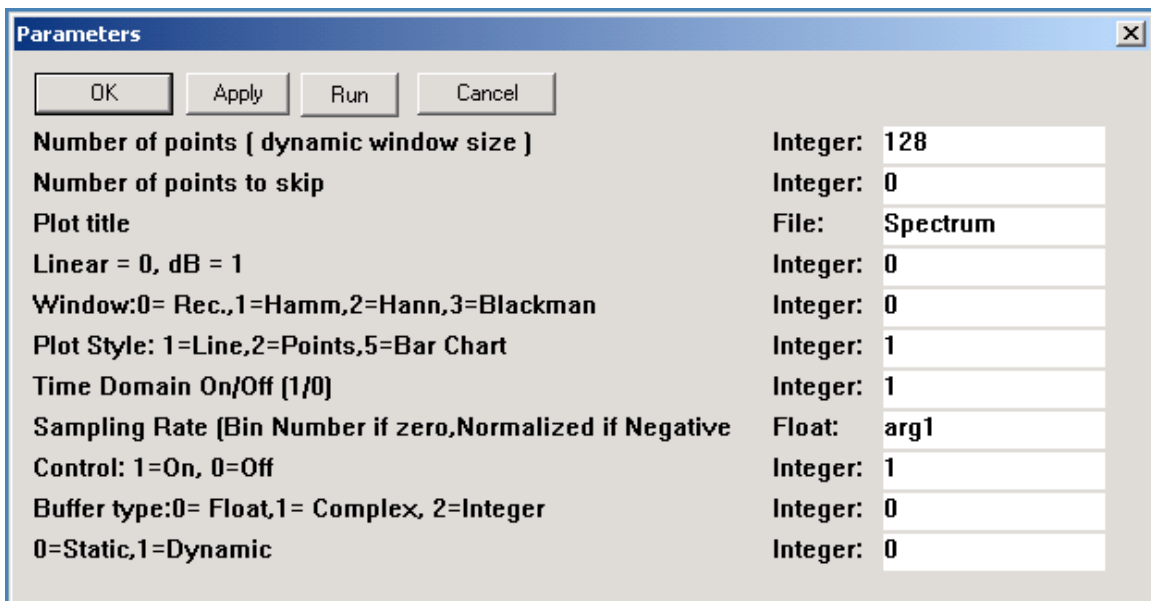 Parameters
OK Apply Run Cancel
Number of points ( dynamic window size ) Integer: 128
Number of points to skip Integer: 0
Plot title File: Spectrum
Linear = 0, dB = 1 Integer: 0
Window:0= Rec.,1=Hamm,2=Hann,3=Blackman Integer: 0
Plot Style: 1=Line,2=Points,5=Bar Chart Integer: 1
Time Domain On/Off (1/0) Integer: 1
Sampling Rate (Bin Number if zero,Normalized if Negative Float: arg1
Control: 1=On, 0=Off Integer: 1
Buffer type:0= Float,1= Complex, 2=Integer Integer: 0
0=Static,1=Dynamic Integer: 0